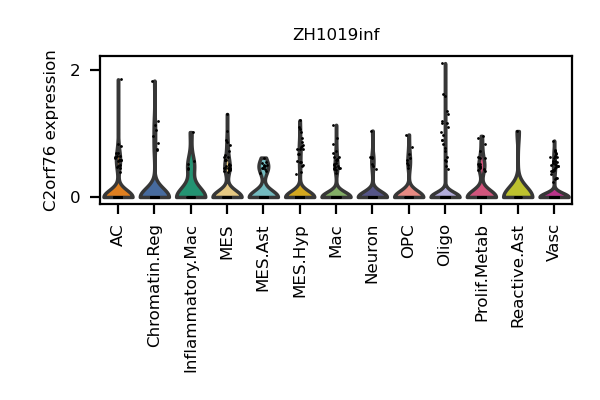 ZH1019inf
C2orf76 expression
2
0
AC
Chromatin.Reg
Inflammatory.Mac
MES
MES.Ast
MES.Hyp
Mac
Neuron
OPC
Oligo
Prolif.Metab
Reactive.Ast
Vasc